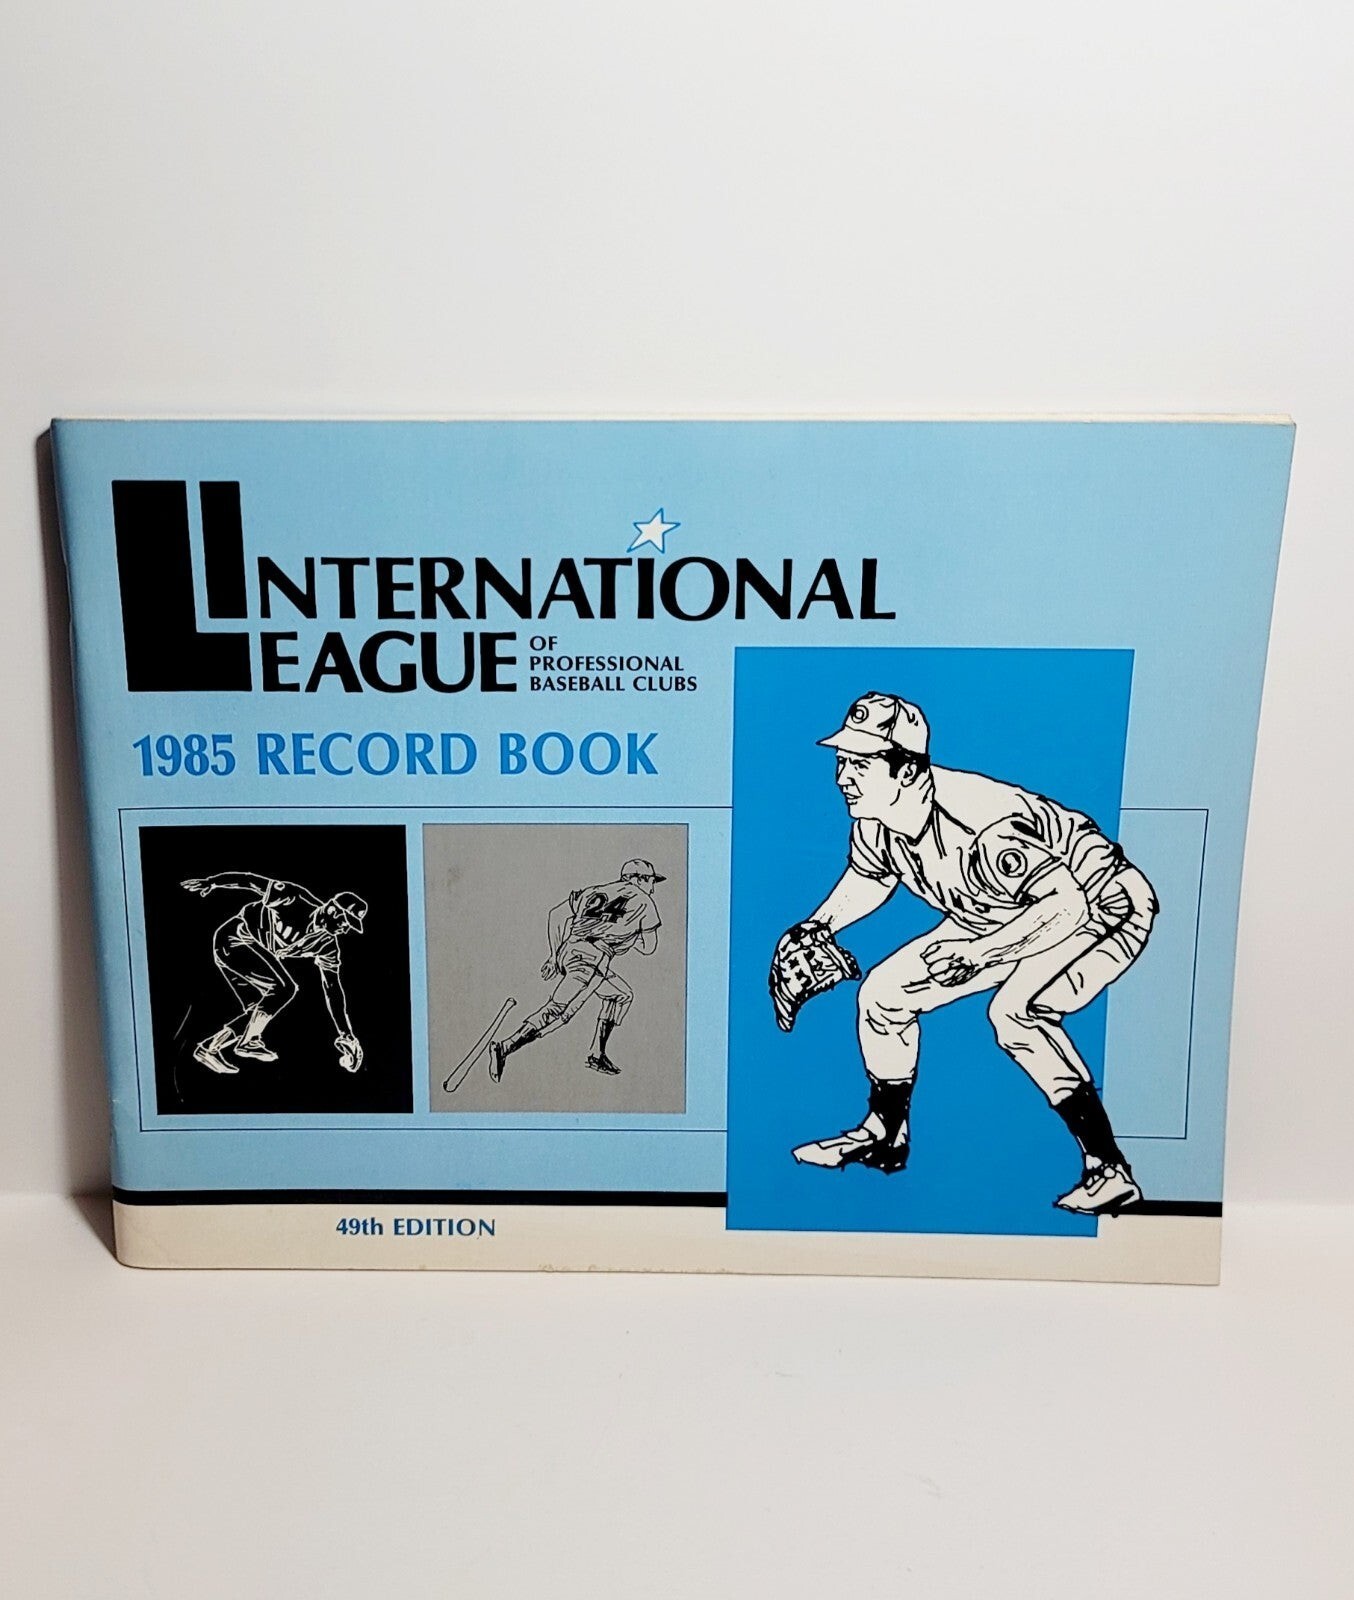 INTERNATIONAL
LEAGUE
OF
PROFESSIONAL
BASEBALL CLUBS
1985 RECORD BOOK
24
49th EDITION